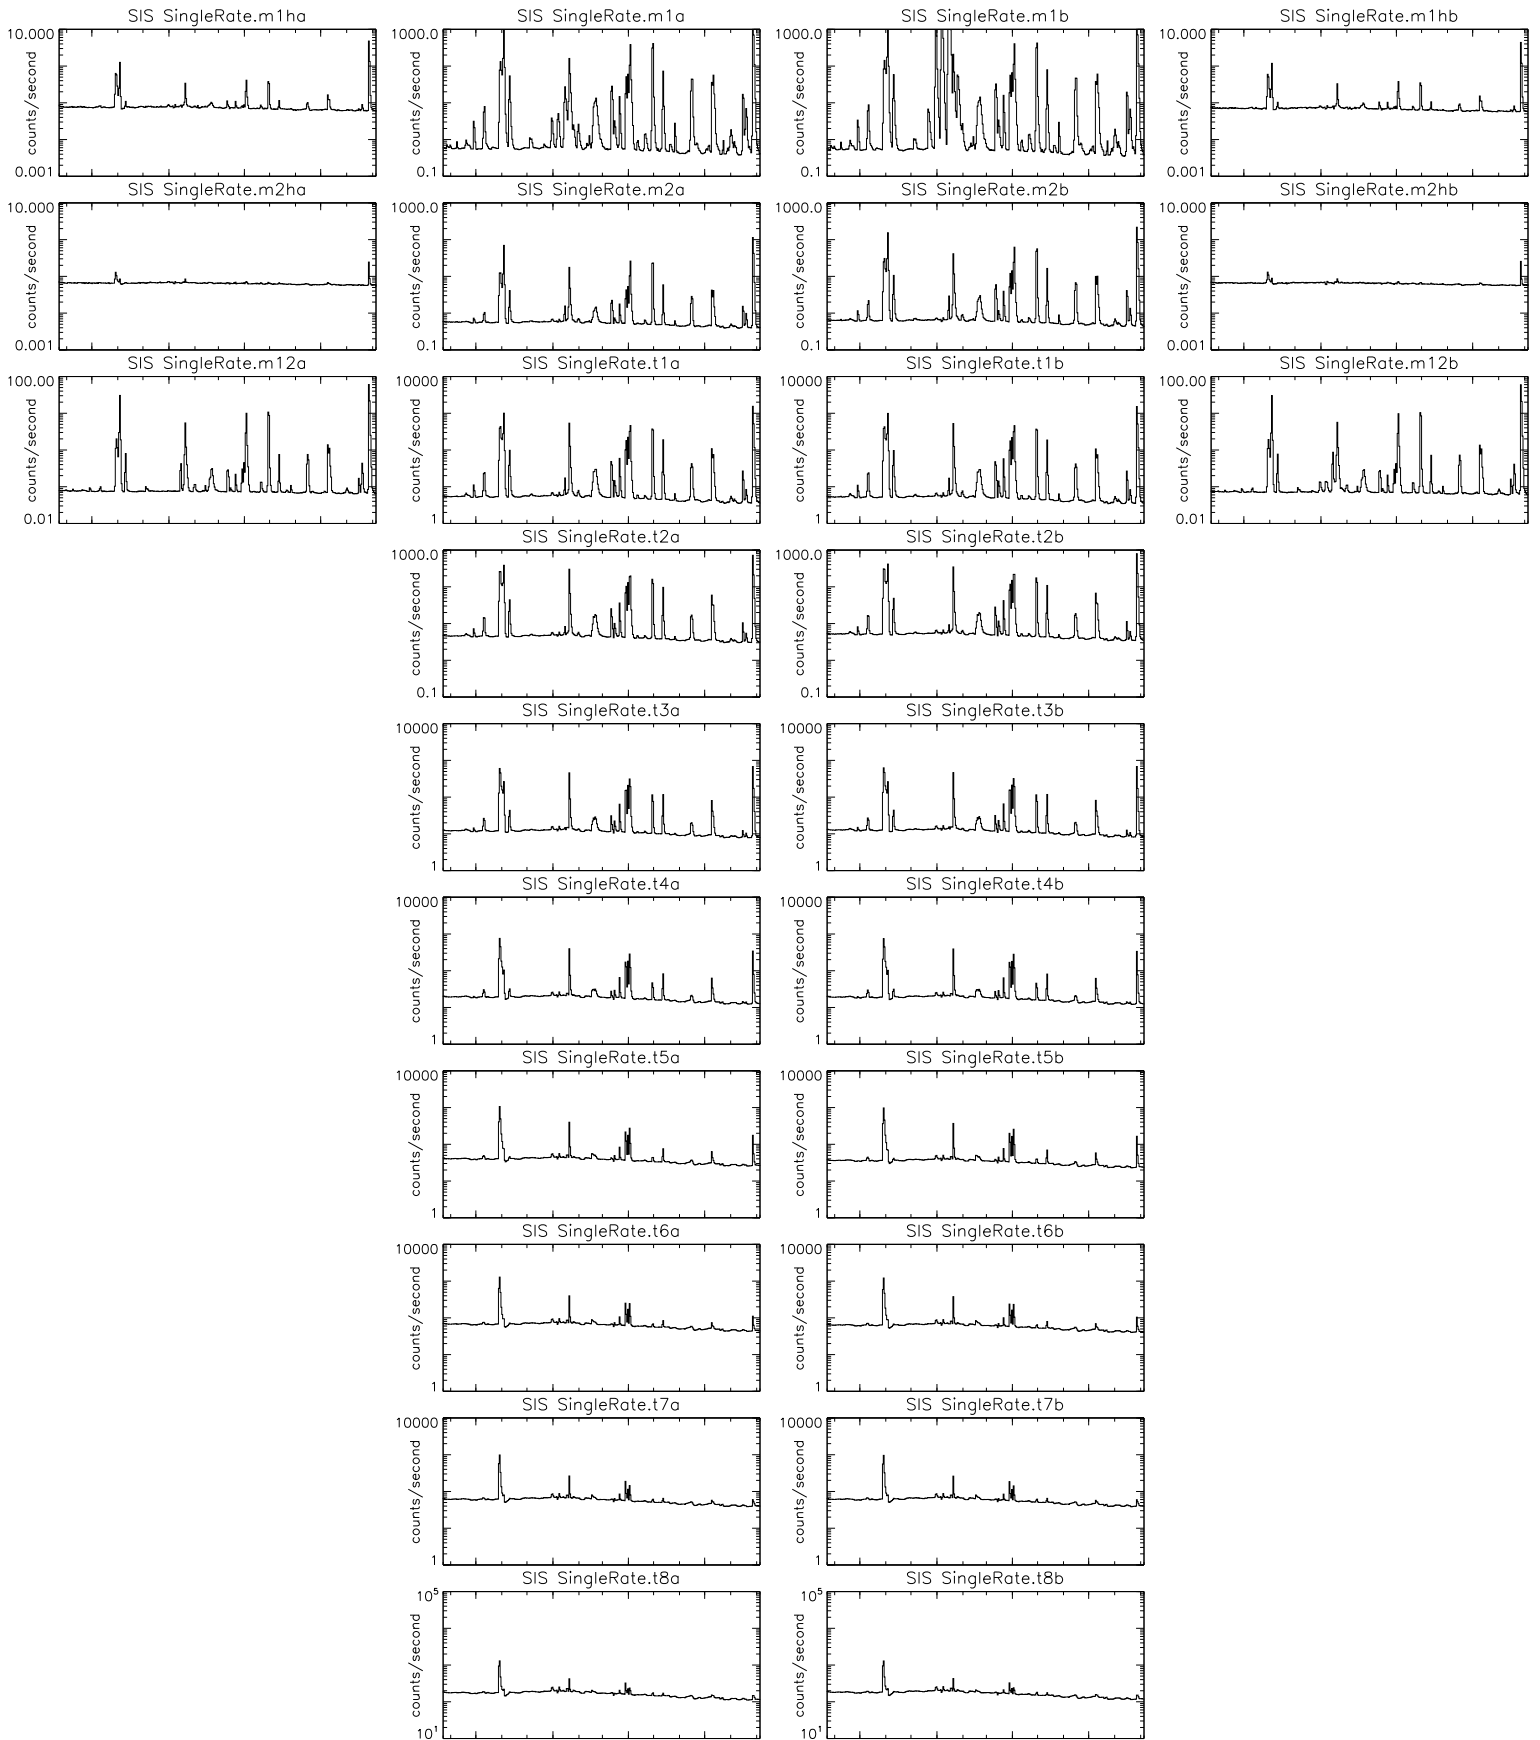 SIS SingleRate.m1ha
10.000
counts/second
0.001
SIS SingleRate.m1a
1000.0
counts/second
0.1
SIS SingleRate.m1b
1000.0
counts/second
0.1
SIS SingleRate.m1hb
10.000
counts/second
0.001
SIS SingleRate.m2ha
10.000
counts/second
0.001
SIS SingleRate.m2a
1000.0
counts/second
0.1
SIS SingleRate.m2b
1000.0
counts/second
0.1
SIS SingleRate.m2hb
10.000
counts/second
0.001
SIS SingleRate.m12a
100.00
counts/second
0.01
SIS SingleRate.t1a
10000
counts/second
1
SIS SingleRate.t1b
10000
counts/second
1
SIS SingleRate.m12b
100.00
counts/second
0.01
SIS SingleRate.t2a
1000.0
counts/second
0.1
SIS SingleRate.t2b
1000.0
counts/second
0.1
SIS SingleRate.t3a
10000
counts/second
1
SIS SingleRate.t3b
10000
counts/second
1
SIS SingleRate.t4a
10000
counts/second
1
SIS SingleRate.t4b
10000
counts/second
1
SIS SingleRate.t5a
10000
counts/second
1
SIS SingleRate.t5b
10000
counts/second
1
SIS SingleRate.t6a
10000
counts/second
1
SIS SingleRate.t6b
10000
counts/second
1
SIS SingleRate.t7a
10000
counts/second
1
SIS SingleRate.t7b
10000
counts/second
1
SIS SingleRate.t8a
10⁵
counts/second
10¹
SIS SingleRate.t8b
10⁵
counts/second
10¹